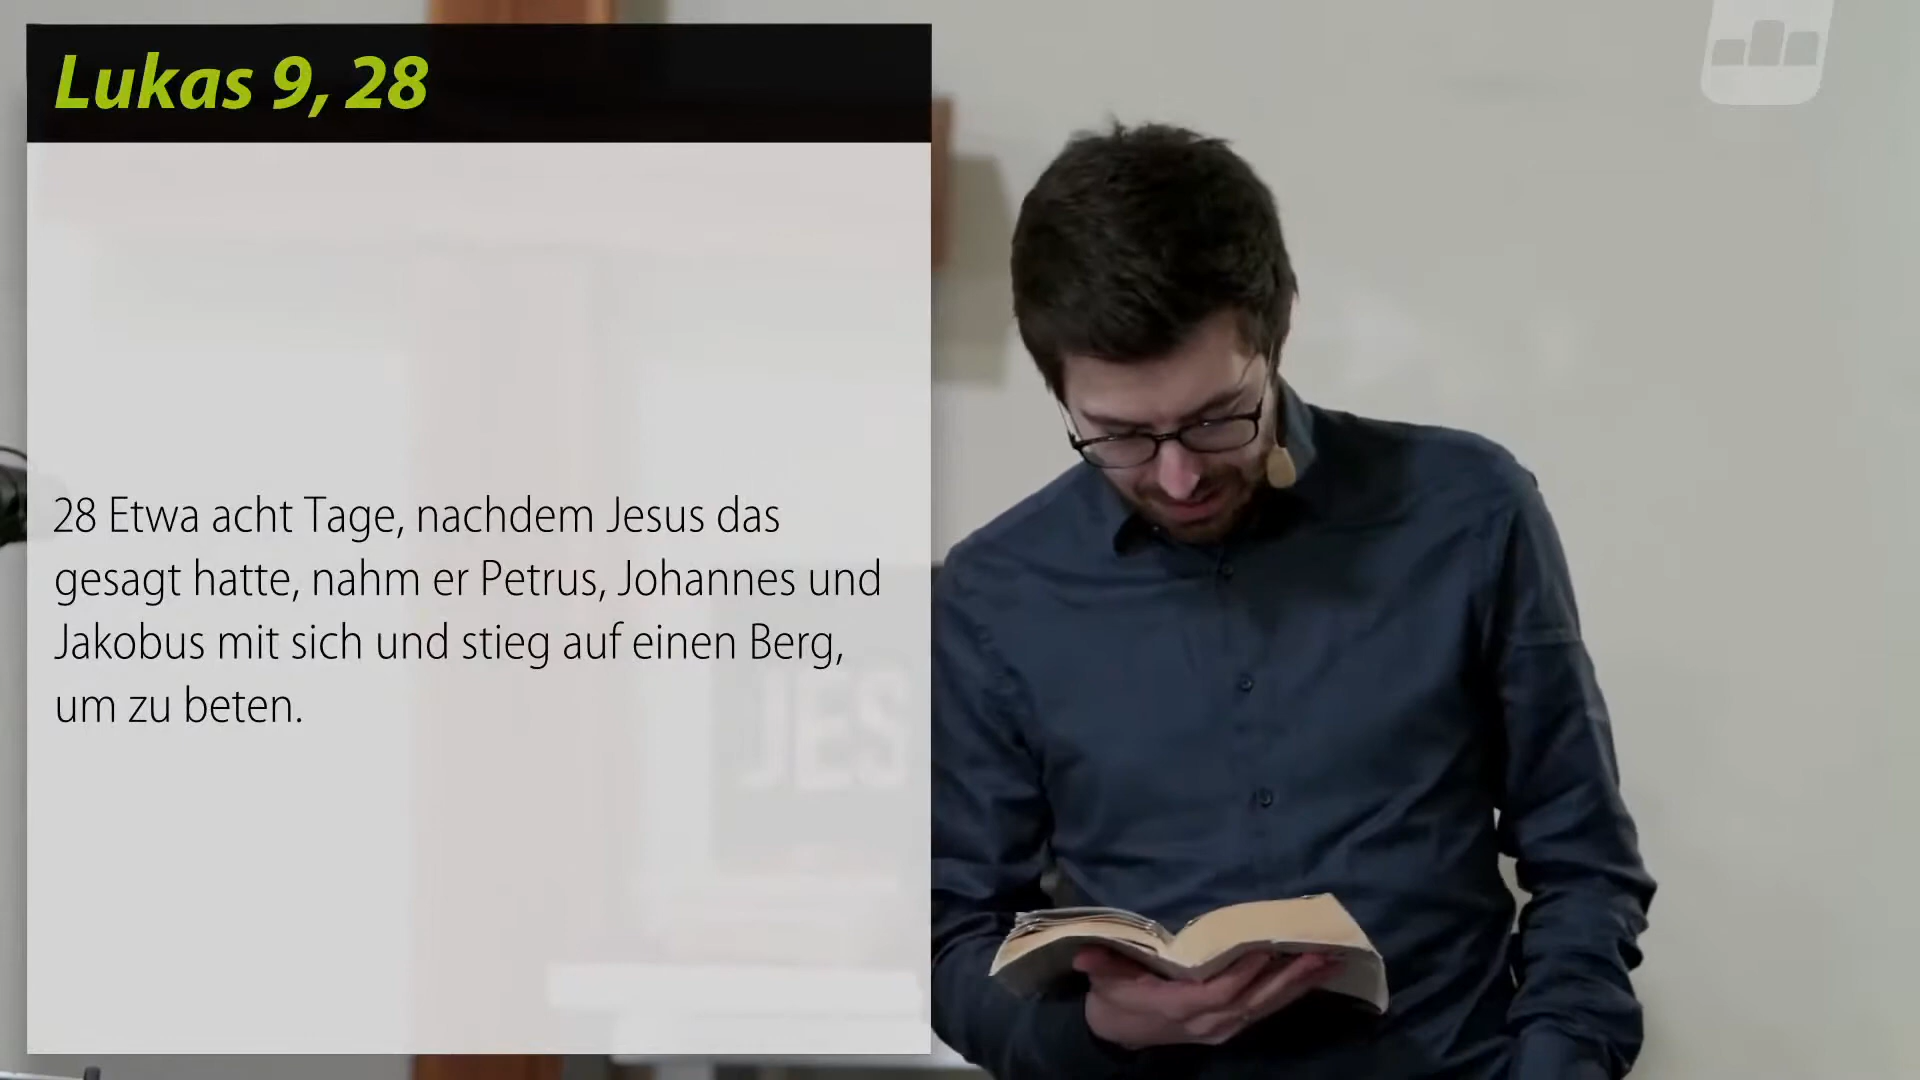 Lukas 9, 28
28 Etwa acht Tage, nachdem Jesus das
gesagt hatte, nahm er Petrus, Johannes und
Jakobus mit sich und stieg auf einen Berg,
um zu beten.
JES